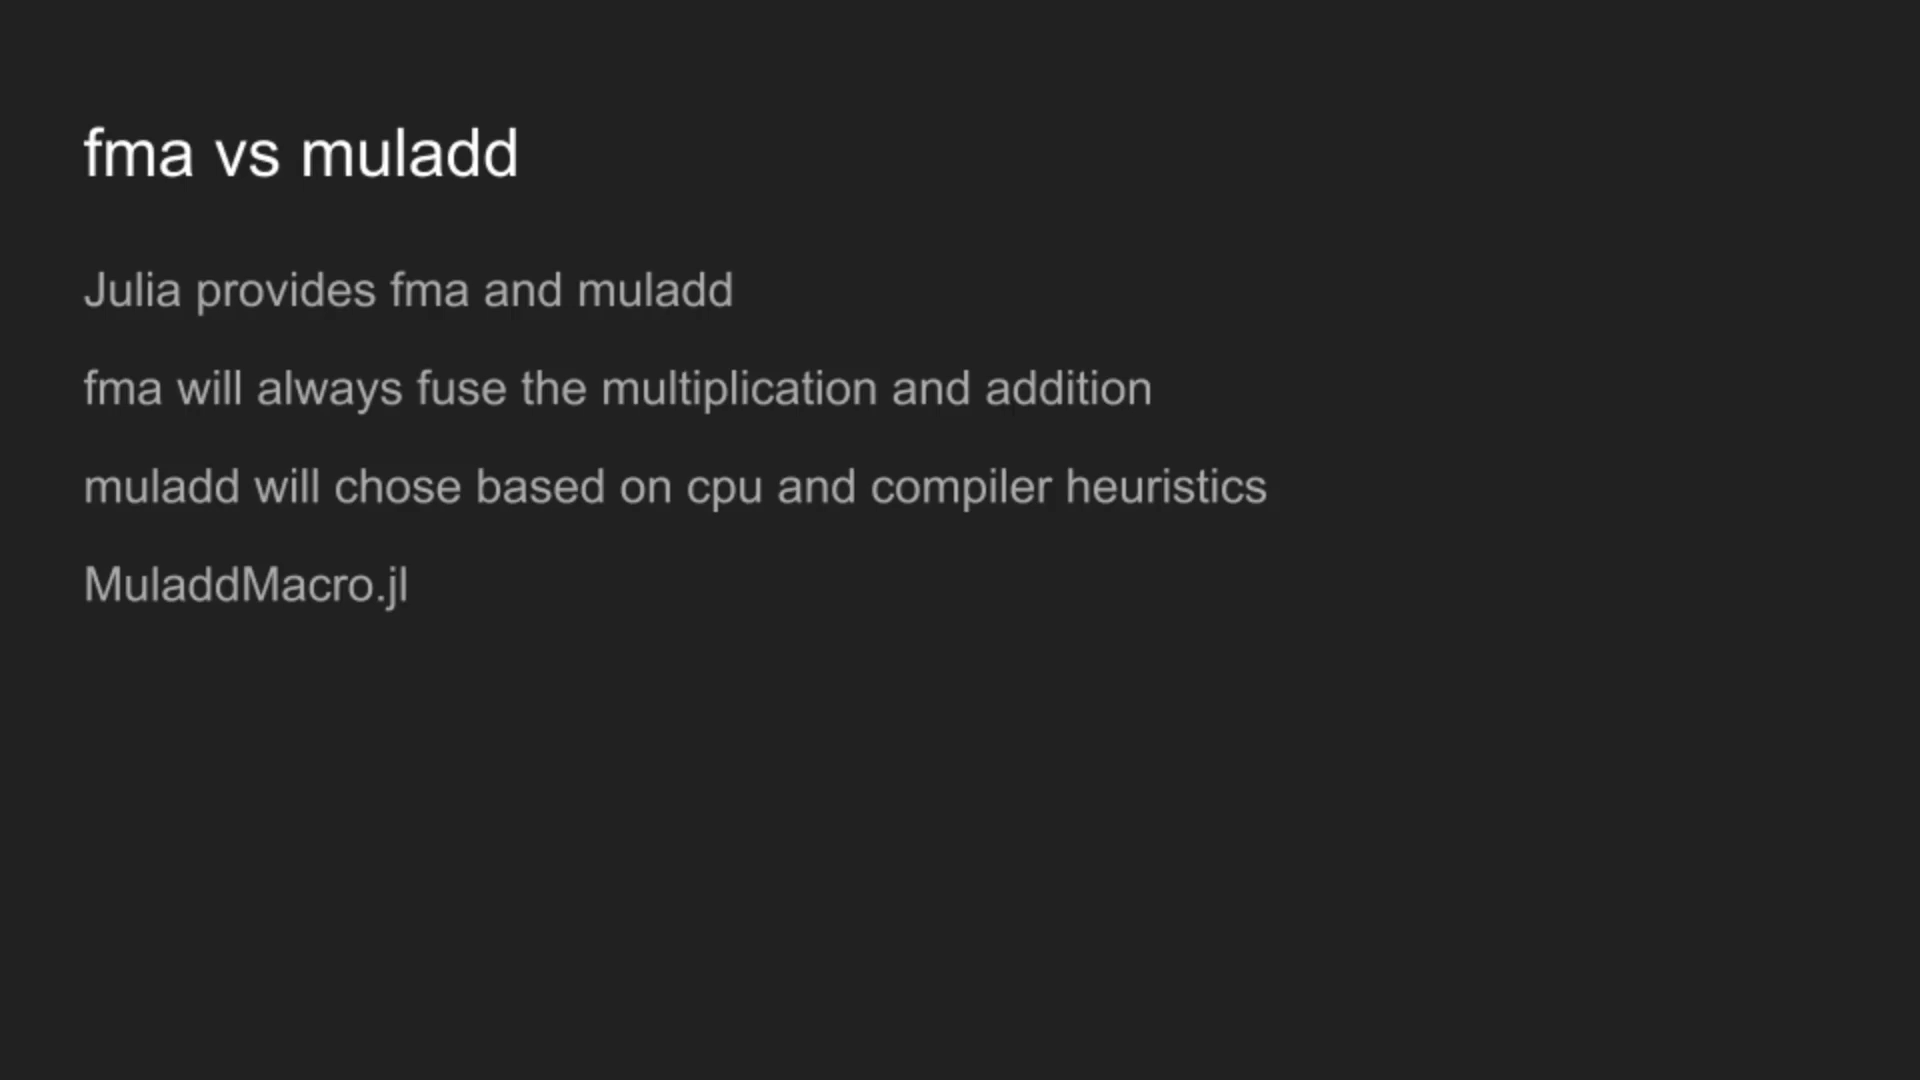 fma vs muladd
Julia provides fma and muladd
fma will always fuse the multiplication and addition
muladd will chose based on cpu and compiler heuristics
MuladdMacro.jl